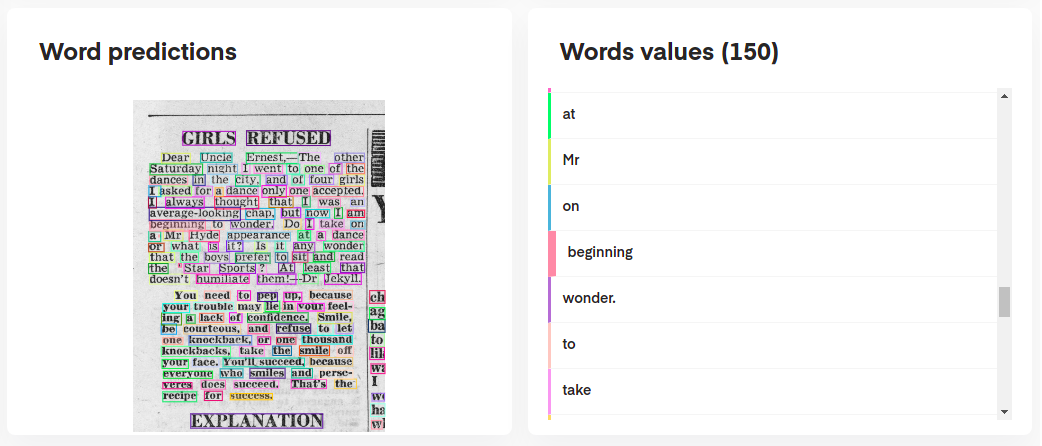 Word predictions
GIRLS REFUSED
Dear Uncle Ernest,—The other
Saturday night I went to one of the
dances in the city, and of four girls
I asked for a dance only one accepted.
I always thought that I was an
average-looking chap, but now I am
beginning to wonder. Do I take on
a Mr Hyde appearance at a dance
or what is it? Is it any wonder
that the boys prefer to sit and read
the "Star Sports"? At least that
doesn't humiliate them!—Dr Jekyll.
You need to pep up, because
your trouble may lie in your feel-
ing a lack of confidence. Smile,
be courteous, and refuse to let
one knockback, or one thousand
knockbacks, take the smile off
your face. You'll succeed, because
everyone who smiles and perse-
veres does succeed. That's the
recipe for success.
EXPLANATION
ch
ag
ba
to
lik
wa
I
we
ha
wl
Words values (150)
at
Mr
on
beginning
wonder.
to
take